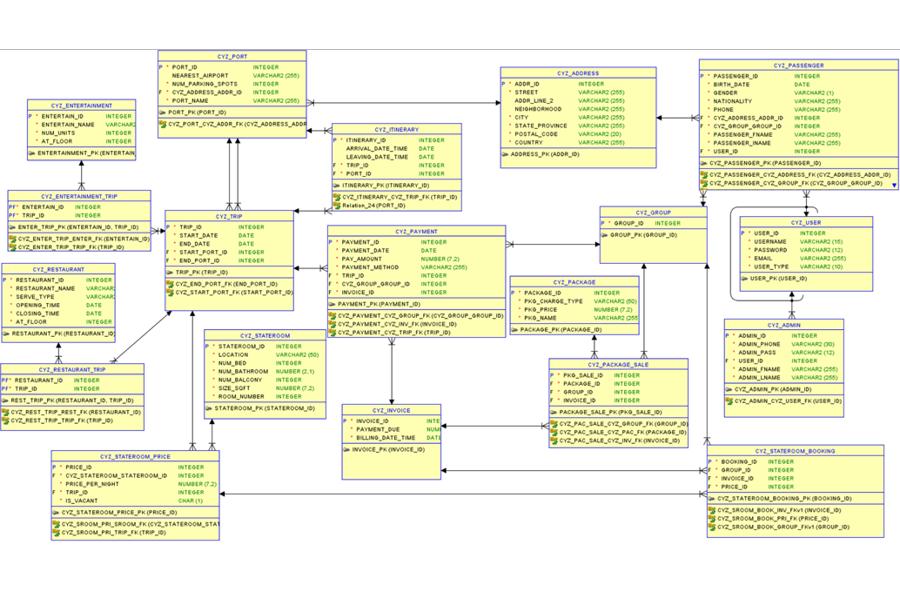 CYZ_PORT
P * PORT_ID INTEGER
NEAREST_AIRPORT VARCHAR2 (255)
* NUM_PARKING_SPOTS INTEGER
F * CYZ_ADDRESS_ADDR_ID INTEGER
* PORT_NAME VARCHAR2 (255)
PORT_PK (PORT_ID)
CYZ_PORT_CYZ_ADDR_FK (CYZ_ADDRESS_ADDR
CYZ_ADDRESS
P * ADDR_ID INTEGER
* STREET VARCHAR2 (255)
ADDR_LINE_2 VARCHAR2 (255)
NEIGHBORHOOD VARCHAR2 (255)
* CITY VARCHAR2 (255)
* STATE_PROVINCE VARCHAR2 (255)
* POSTAL_CODE VARCHAR2 (20)
* COUNTRY VARCHAR2 (255)
ADDRESS_PK (ADDR_ID)
CYZ_PASSENGER
P * PASSENGER_ID INTEGER
* BIRTH_DATE DATE
* GENDER VARCHAR2 (1)
* NATIONALITY VARCHAR2 (255)
* PHONE VARCHAR2 (255)
F * CYZ_ADDRESS_ADDR_ID INTEGER
F * CYZ_GROUP_GROUP_ID INTEGER
* PASSENGER_FNAME VARCHAR2 (255)
* PASSENGER_LNAME VARCHAR2 (255)
F * USER_ID INTEGER
CYZ_PASSENGER_PK (PASSENGER_ID)
CYZ_PASSENGER_CYZ_ADDRESS_FK (CYZ_ADDRESS_ADDR_ID)
CYZ_PASSENGER_CYZ_GROUP_FK (CYZ_GROUP_GROUP_ID)
CYZ_ENTERTAINMENT
P * ENTERTAIN_ID INTEGER
* ENTERTAIN_NAME VARCHAR2
* NUM_UNITS INTEGER
* AT_FLOOR INTEGER
ENTERTAINMENT_PK (ENTERTAIN
CYZ_ITINERARY
P * ITINERARY_ID INTEGER
* ARRIVAL_DATE_TIME DATE
* LEAVING_DATE_TIME DATE
F * TRIP_ID INTEGER
F * PORT_ID INTEGER
ITINERARY_PK (ITINERARY_ID)
CYZ_ITINERARY_CYZ_TRIP_FK (TRIP_ID)
Relation_24 (PORT_ID)
CYZ_ENTERTAINMENT_TRIP
PF* ENTERTAIN_ID INTEGER
PF* TRIP_ID INTEGER
ENTER_TRIP_PK (ENTERTAIN_ID, TRIP_ID)
CYZ_ENTER_TRIP_ENTER_FK (ENTERTAIN_ID)
CYZ_ENTER_TRIP_TRIP_FK (TRIP_ID)
CYZ_TRIP
P * TRIP_ID INTEGER
* START_DATE DATE
* END_DATE DATE
F * START_PORT_ID INTEGER
F * END_PORT_ID INTEGER
TRIP_PK (TRIP_ID)
CYZ_END_PORT_FK (END_PORT_ID)
CYZ_START_PORT_FK (START_PORT_ID)
CYZ_PAYMENT
P * PAYMENT_ID INTEGER
* PAYMENT_DATE DATE
* PAY_AMOUNT NUMBER (7,2)
* PAYMENT_METHOD VARCHAR2 (255)
F * TRIP_ID INTEGER
F * CYZ_GROUP_GROUP_ID INTEGER
F * INVOICE_ID INTEGER
PAYMENT_PK (PAYMENT_ID)
CYZ_PAYMENT_CYZ_GROUP_FK (CYZ_GROUP_GROUP_ID)
CYZ_PAYMENT_CYZ_INV_FK (INVOICE_ID)
CYZ_PAYMENT_CYZ_TRIP_FK (TRIP_ID)
CYZ_GROUP
P * GROUP_ID INTEGER
GROUP_PK (GROUP_ID)
CYZ_USER
P * USER_ID INTEGER
* USERNAME VARCHAR2 (15)
* PASSWORD VARCHAR2 (12)
* EMAIL VARCHAR2 (255)
* USER_TYPE VARCHAR2 (10)
USER_PK (USER_ID)
CYZ_RESTAURANT
P * RESTAURANT_ID INTEGER
* RESTAURANT_NAME VARCHAR2
* SERVE_TYPE VARCHAR2
* OPENING_TIME DATE
* CLOSING_TIME DATE
* AT_FLOOR INTEGER
RESTAURANT_PK (RESTAURANT_ID)
CYZ_PACKAGE
P * PACKAGE_ID INTEGER
* PKG_CHARGE_TYPE VARCHAR2 (50)
* PKG_PRICE NUMBER (7,2)
* PKG_NAME VARCHAR2 (255
PACKAGE_PK (PACKAGE_ID)
CYZ_ADMIN
P * ADMIN_ID INTEGER
* ADMIN_PHONE VARCHAR2 (30)
* ADMIN_PASS VARCHAR2 (12)
F * USER_ID INTEGER
* ADMIN_FNAME VARCHAR2 (255)
* ADMIN_LNAME VARCHAR2 (255)
CYZ_ADMIN_PK (ADMIN_ID)
CYZ_ADMIN_CYZ_USER_FK (USER_ID)
CYZ_STATEROOM
P * STATEROOM_ID INTEGER
* LOCATION VARCHAR2 (50)
* NUM_BED INTEGER
* NUM_BATHROOM NUMBER (2,1)
* NUM_BALCONY INTEGER
* SIZE_SQFT NUMBER (7,2)
* ROOM_NUMBER INTEGER
STATEROOM_PK (STATEROOM_ID)
CYZ_RESTAURANT_TRIP
PF* RESTAURANT_ID INTEGER
PF* TRIP_ID INTEGER
REST_TRIP_PK (RESTAURANT_ID, TRIP_ID)
CYZ_REST_TRIP_REST_FK (RESTAURANT_ID)
CYZ_REST_TRIP_TRIP_FK (TRIP_ID)
CYZ_PACKAGE_SALE
P * PKG_SALE_ID INTEGER
F * PACKAGE_ID INTEGER
F * GROUP_ID INTEGER
F * INVOICE_ID INTEGER
PACKAGE_SALE_PK (PKG_SALE_ID)
CYZ_PAC_SALE_CYZ_GROUP_FK (GROUP_ID)
CYZ_PAC_SALE_CYZ_PAC_FK (PACKAGE_ID)
CYZ_PAC_SALE_CYZ_INV_FK (INVOICE_ID)
CYZ_INVOICE
P * INVOICE_ID INTE
* PAYMENT_DUE NUM
* BILLING_DATE_TIME DATE
INVOICE_PK (INVOICE_ID)
CYZ_STATEROOM_PRICE
P * PRICE_ID INTEGER
F * CYZ_STATEROOM_STATEROOM_ID INTEGER
* PRICE_PER_NIGHT NUMBER (7,2)
F * TRIP_ID INTEGER
* IS_VACANT CHAR (1)
CYZ_STATEROOM_PRICE_PK (PRICE_ID)
CYZ_SROOM_PRI_SROOM_FK (CYZ_STATEROOM_STAT
CYZ_SROOM_PRI_TRIP_FK (TRIP_ID)
CYZ_STATEROOM_BOOKING
P * BOOKING_ID INTEGER
F * GROUP_ID INTEGER
F * INVOICE_ID INTEGER
F * PRICE_ID INTEGER
CYZ_STATEROOM_BOOKING_PK (BOOKING_ID)
CYZ_SROOM_BOOK_INV_FKv1 (INVOICE_ID)
CYZ_SROOM_BOOK_PRI_FK (PRICE_ID)
CYZ_SROOM_BOOK_GROUP_FKv1 (GROUP_ID)